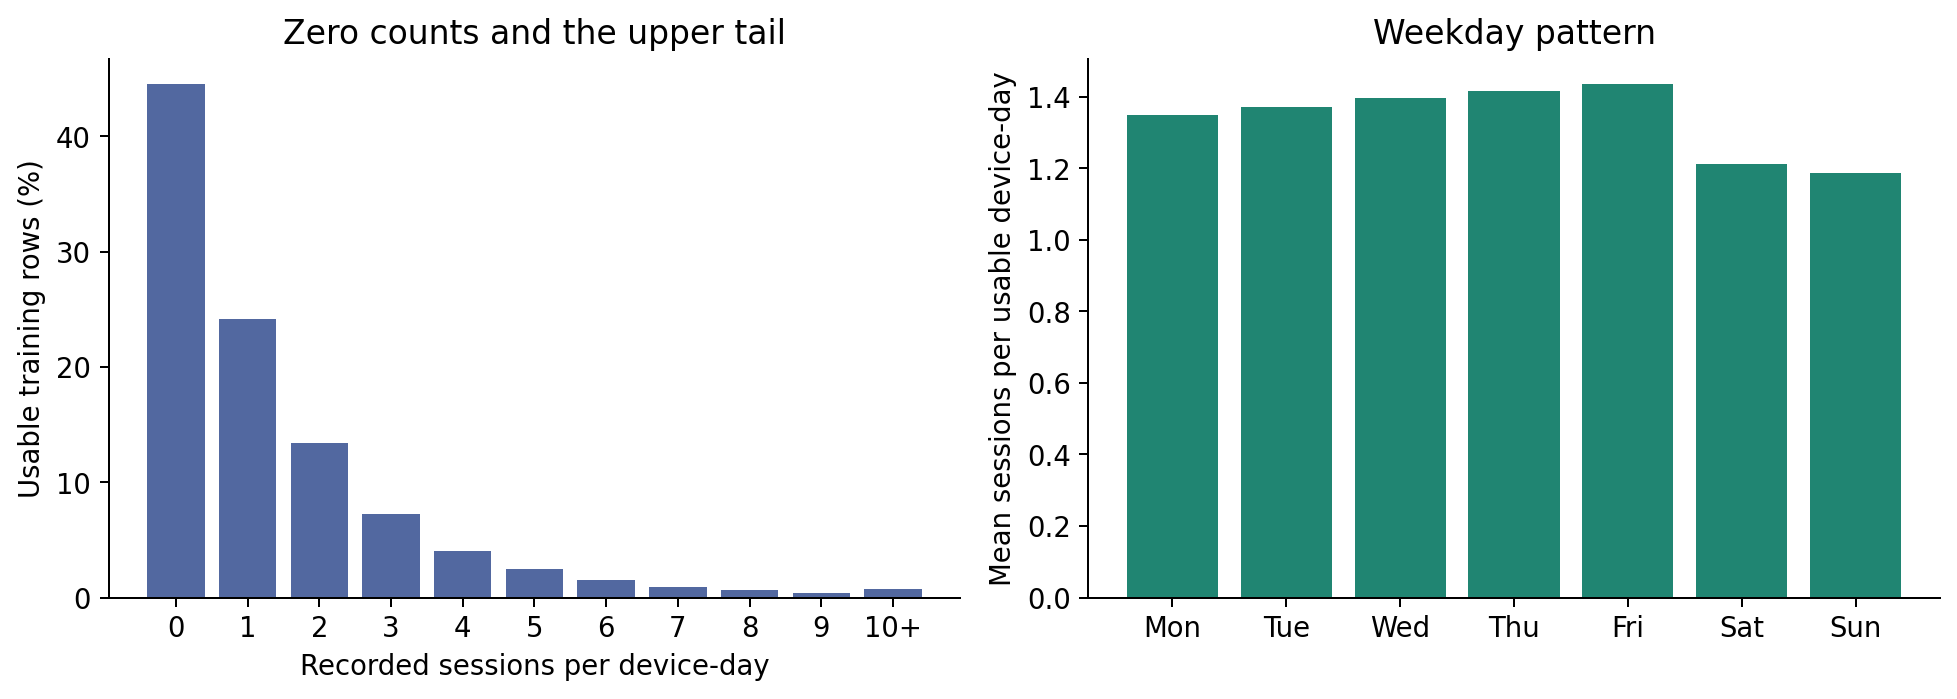 Zero counts and the upper tail
Usable training rows (%)
40
30
20
10
0
0 1 2 3 4 5 6 7 8 9 10+
Recorded sessions per device-day
Weekday pattern
Mean sessions per usable device-day
1.4
1.2
1.0
0.8
0.6
0.4
0.2
0.0
Mon Tue Wed Thu Fri Sat Sun